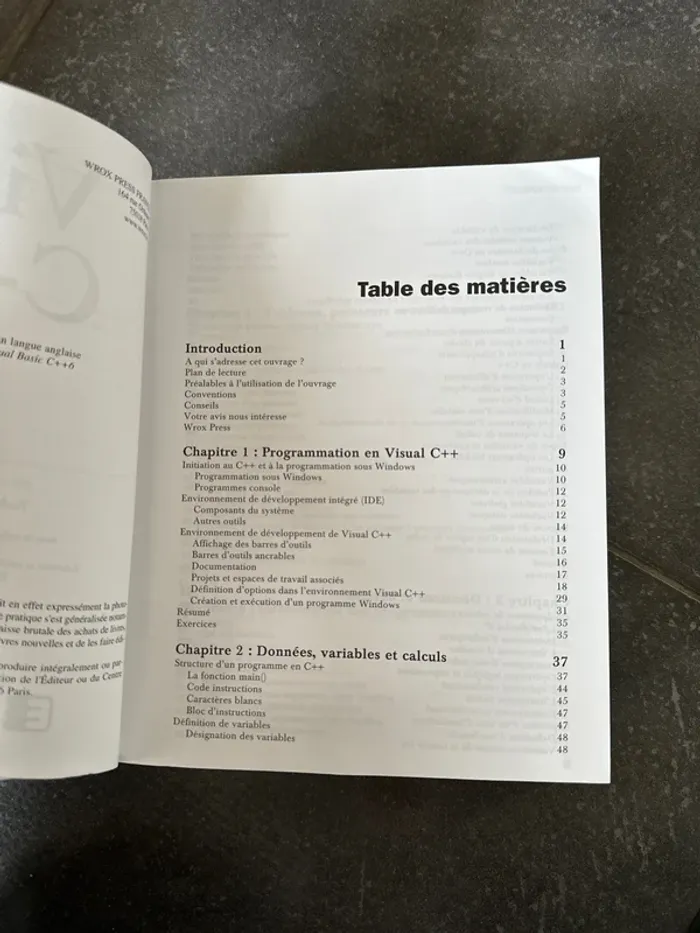 WROX PRESS
164 rue
n langue anglaise
ual Basic C++6
it en effet expressément la photo-
e pratique s'est généralisée
aisse brutale des achats de livres,
vres nouvelles et de les faire
produire intégralement ou par-
ion de l'Éditeur ou du Centre
6 Paris.
Table des matières
Introduction 1
A qui s'adresse cet ouvrage ? 1
Plan de lecture 2
Préalables à l'utilisation de l'ouvrage 3
Conventions 3
Conseils 5
Votre avis nous intéresse 5
Wrox Press 6
Chapitre 1 : Programmation en Visual C++ 9
Initiation au C++ et à la programmation sous Windows 10
Programmation sous Windows 10
Programmes console 12
Environnement de développement intégré (IDE) 12
Composants du système 12
Autres outils 14
Environnement de développement de Visual C++ 14
Affichage des barres d'outils 15
Barres d'outils ancrables 16
Documentation 17
Projets et espaces de travail associés 18
Définition d'options dans l'environnement Visual C++ 29
Création et exécution d'un programme Windows 31
Résumé 35
Exercices 35
Chapitre 2 : Données, variables et calculs 37
Structure d'un programme en C++ 37
La fonction main() 44
Code instructions 45
Caractères blancs 47
Bloc d'instructions 47
Définition de variables 48
Désignation des variables 48